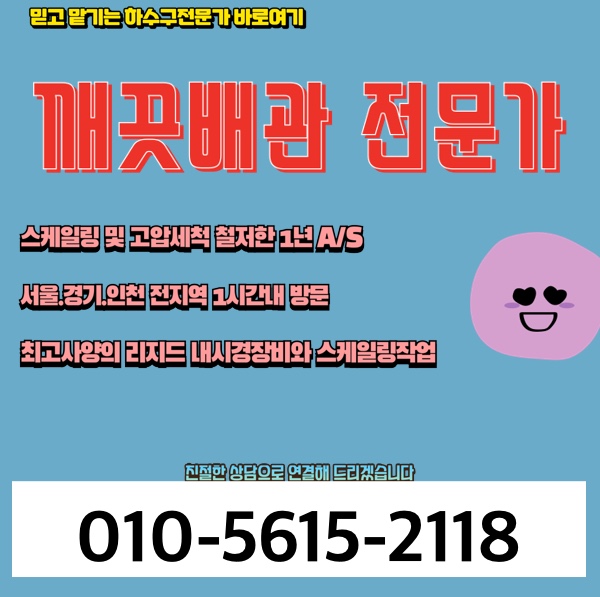 믿고 맡기는 하수구전문가 바로여기
깨끗배관 전문가
스케일링 및 고압세척 철저한 1년 A/S
서울.경기.인천 전지역 1시간내 방문
최고사양의 리지드 내시경장비와 스케일링작업
친절한 상담으로 연결해 드리겠습니다
010-5615-2118